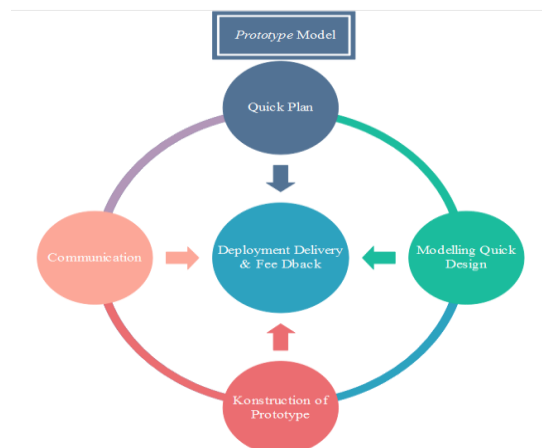 Prototype Model
Quick Plan
Communication
Deployment Delivery
& Fee Dback
Modelling Quick
Design
Konstruction of
Prototype